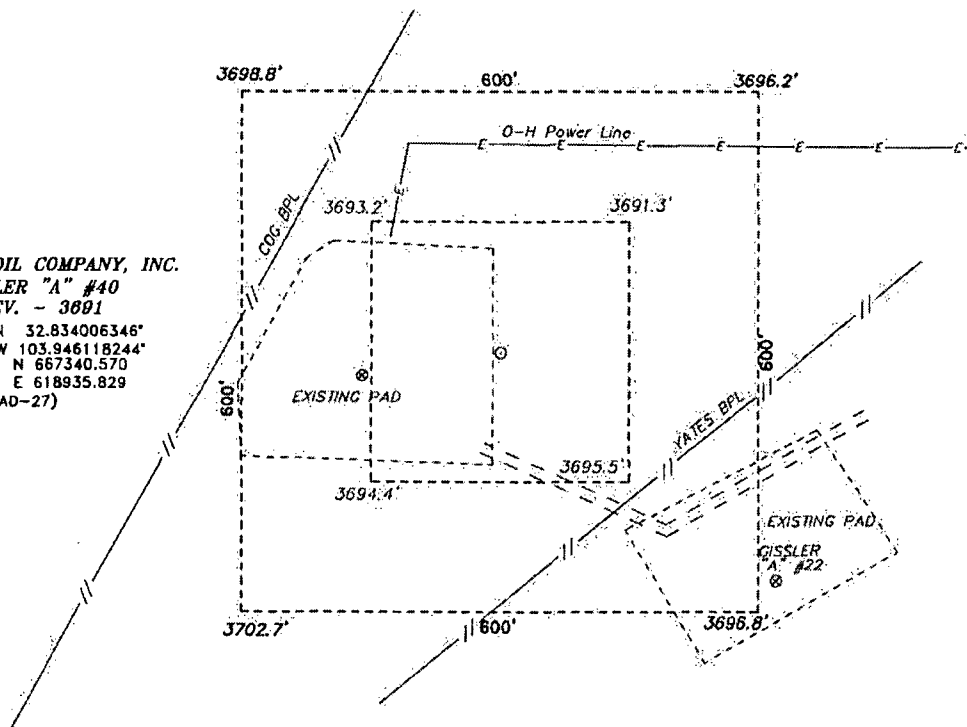 3698.8'
600'
3696.2'
O-H Power Line
E E E E E E E
E
COG BPL
3693.2'
3691.3'
OIL COMPANY, INC.
LER "A" #40
EV. - 3691
N 32.834006346°
W 103.946118244°
N 667340.570
E 618935.829
AD-27)
600'
EXISTING PAD
600'
YATES BPL
3695.5'
3694.4'
EXISTING PAD
GISSLER
"A" #22
3702.7'
600'
3696.8'